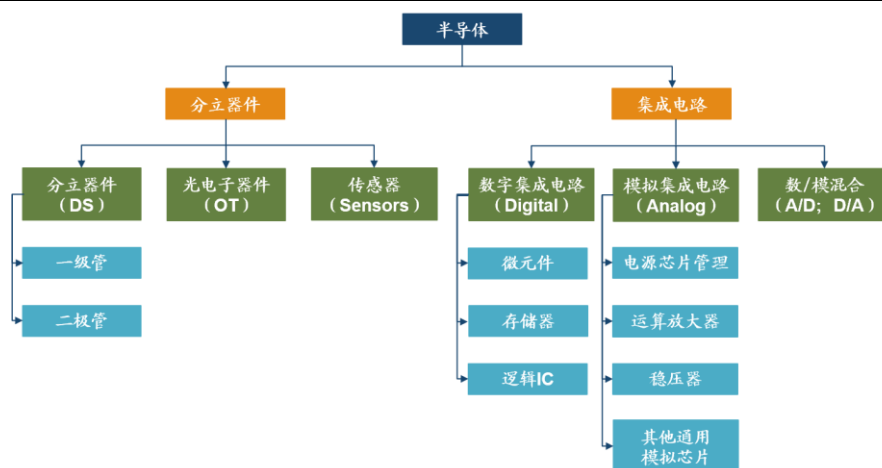 半导体
分立器件
集成电路
分立器件
（DS）
光电子器件
（OT）
传感器
（Sensors）
数字集成电路
（Digital）
模拟集成电路
（Analog）
数/模混合
（A/D；D/A）
一级管
二极管
微元件
存储器
逻辑IC
电源芯片管理
运算放大器
稳压器
其他通用
模拟芯片